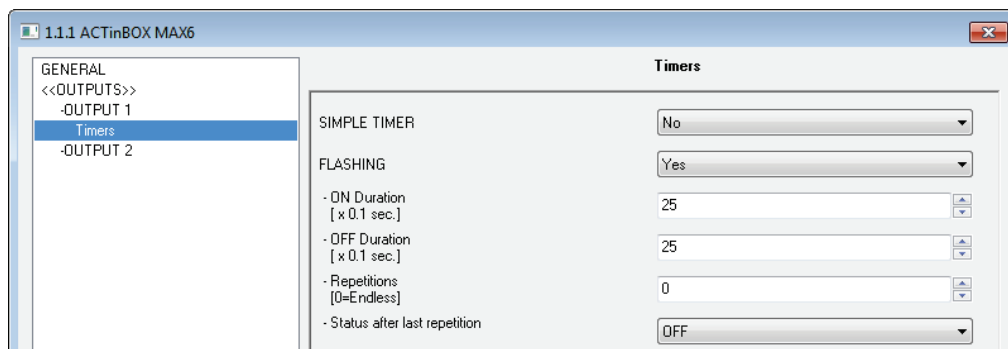 1.1.1 ACTinBOX MAX6
GENERAL
<<OUTPUTS>>
-OUTPUT 1
Timers
-OUTPUT 2
Timers
SIMPLE TIMER
No
FLASHING
Yes
- ON Duration
[ x 0.1 sec.]
25
- OFF Duration
[ x 0.1 sec.]
25
- Repetitions
[0=Endless]
0
- Status after last repetition
OFF